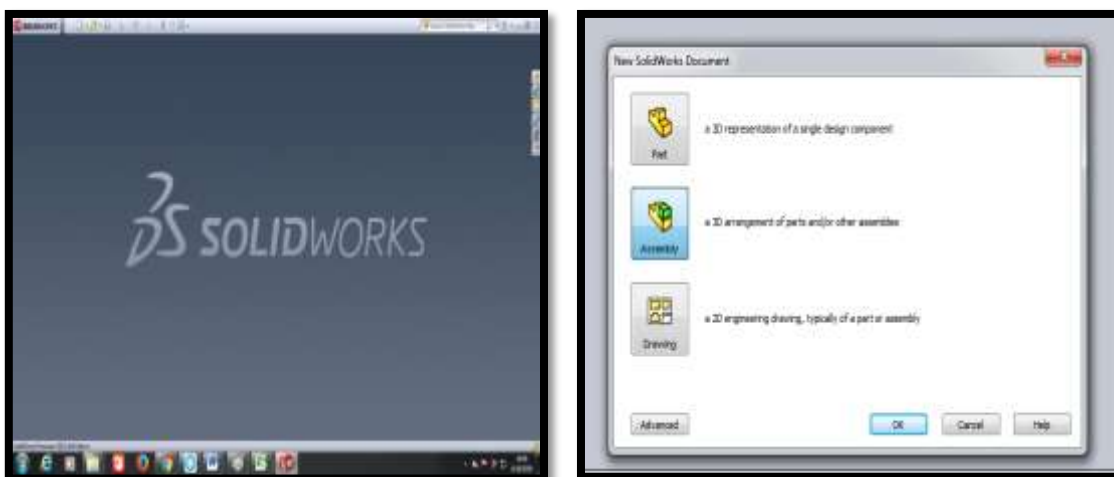 SOLIDWORKS
New SolidWorks Document
Part
a 3D representation of a single design component
Assembly
a 3D arrangement of parts and/or other assemblies
Drawing
a 2D engineering drawing, typically of a part or assembly
Advanced
OK
Cancel
Help